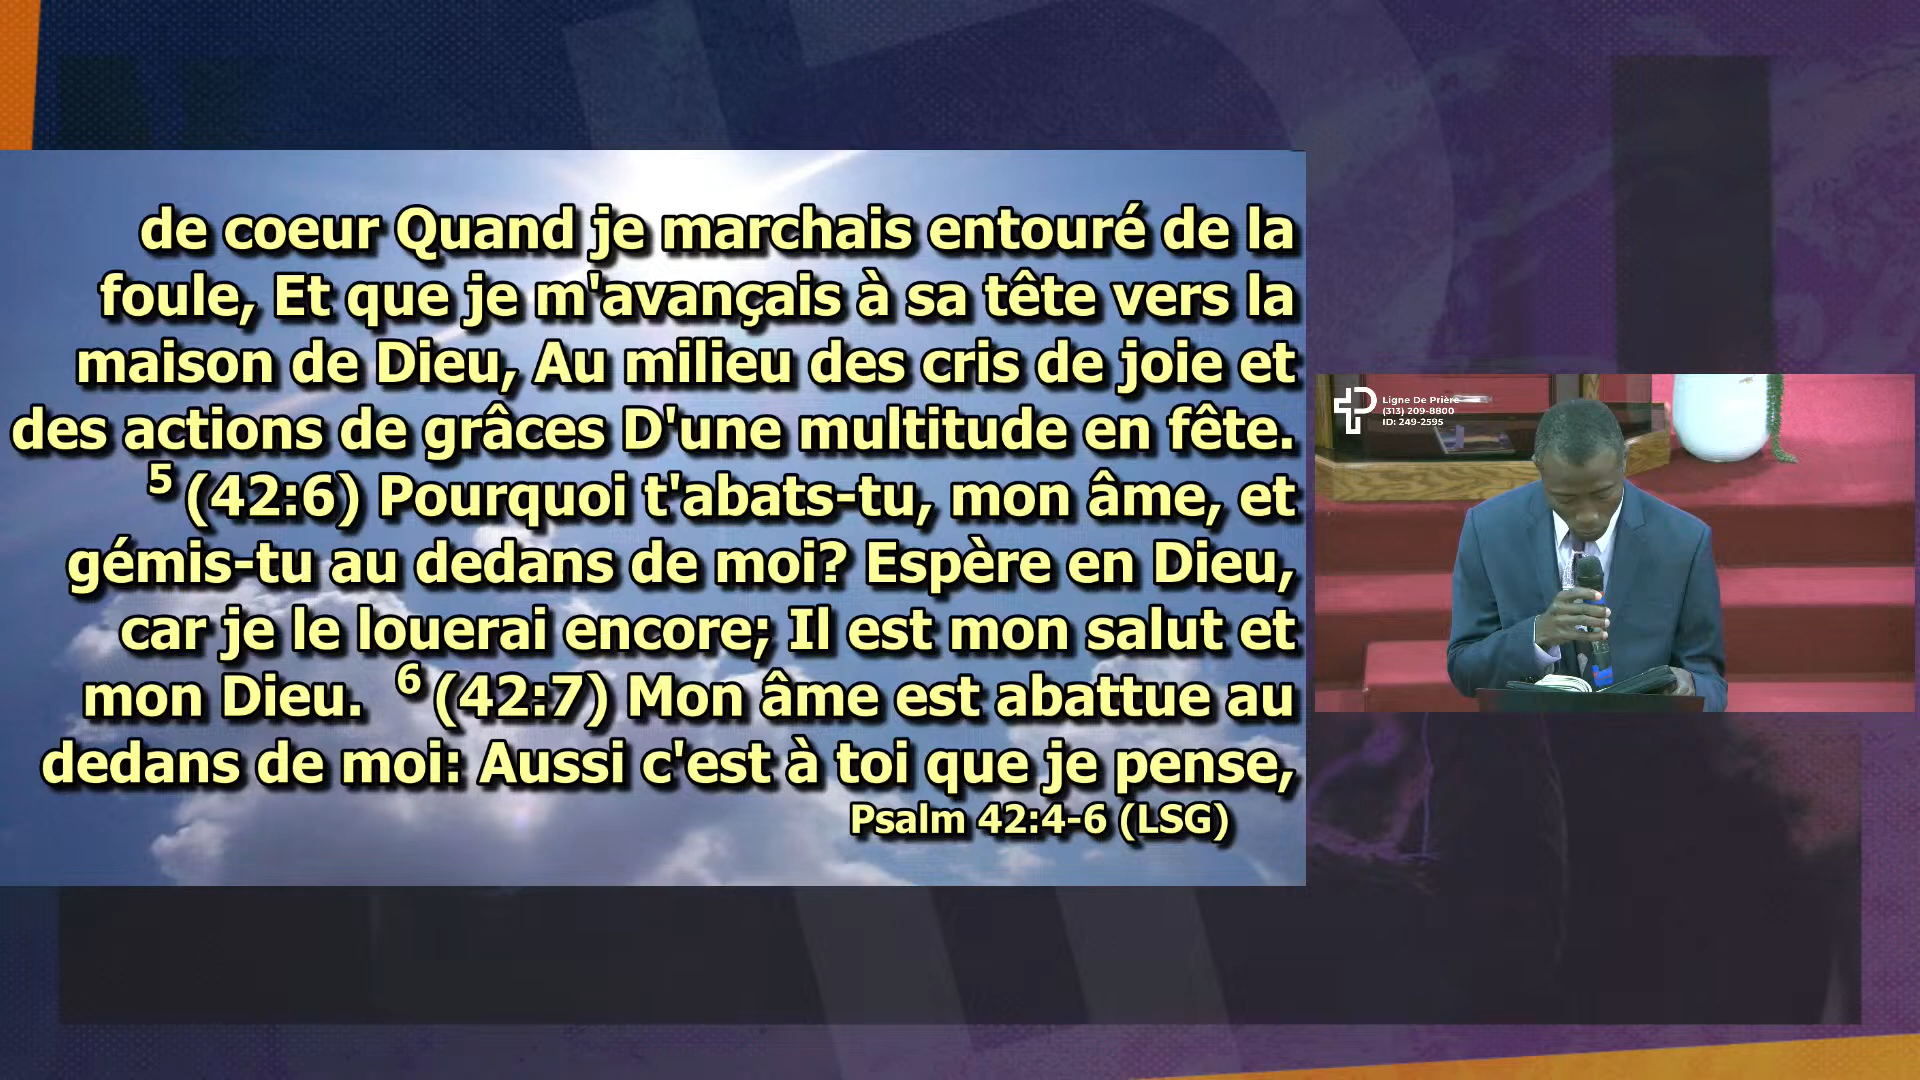 de coeur Quand je marchais entouré de la
foule, Et que je m'avançais à sa tête vers la
maison de Dieu, Au milieu des cris de joie et
des actions de grâces D'une multitude en fête.
5 (42:6) Pourquoi t'abats-tu, mon âme, et
gémis-tu au dedans de moi? Espère en Dieu,
car je le louerai encore; Il est mon salut et
mon Dieu. 6 (42:7) Mon âme est abattue au
dedans de moi: Aussi c'est à toi que je pense,
Psalm 42:4-6 (LSG)
Ligne De Prière
(313) 209-8800
ID: 249-2595